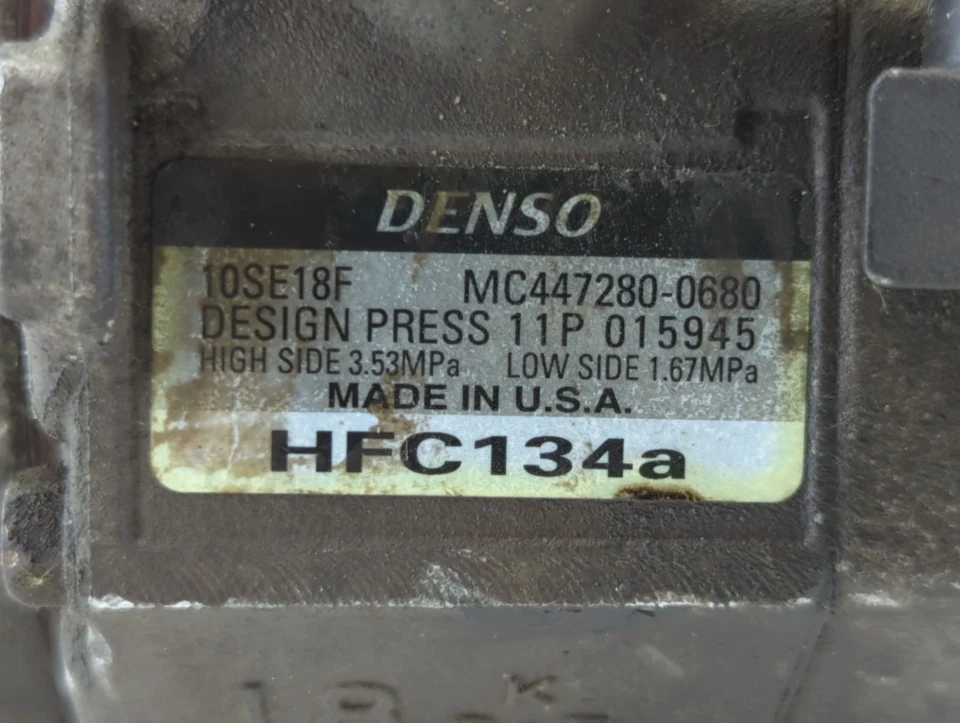 DENSO
10SE18F MC447280-0680
DESIGN PRESS 11P 015945
HIGH SIDE 3.53MPa LOW SIDE 1.67MPa
MADE IN U.S.A.
HFC134a